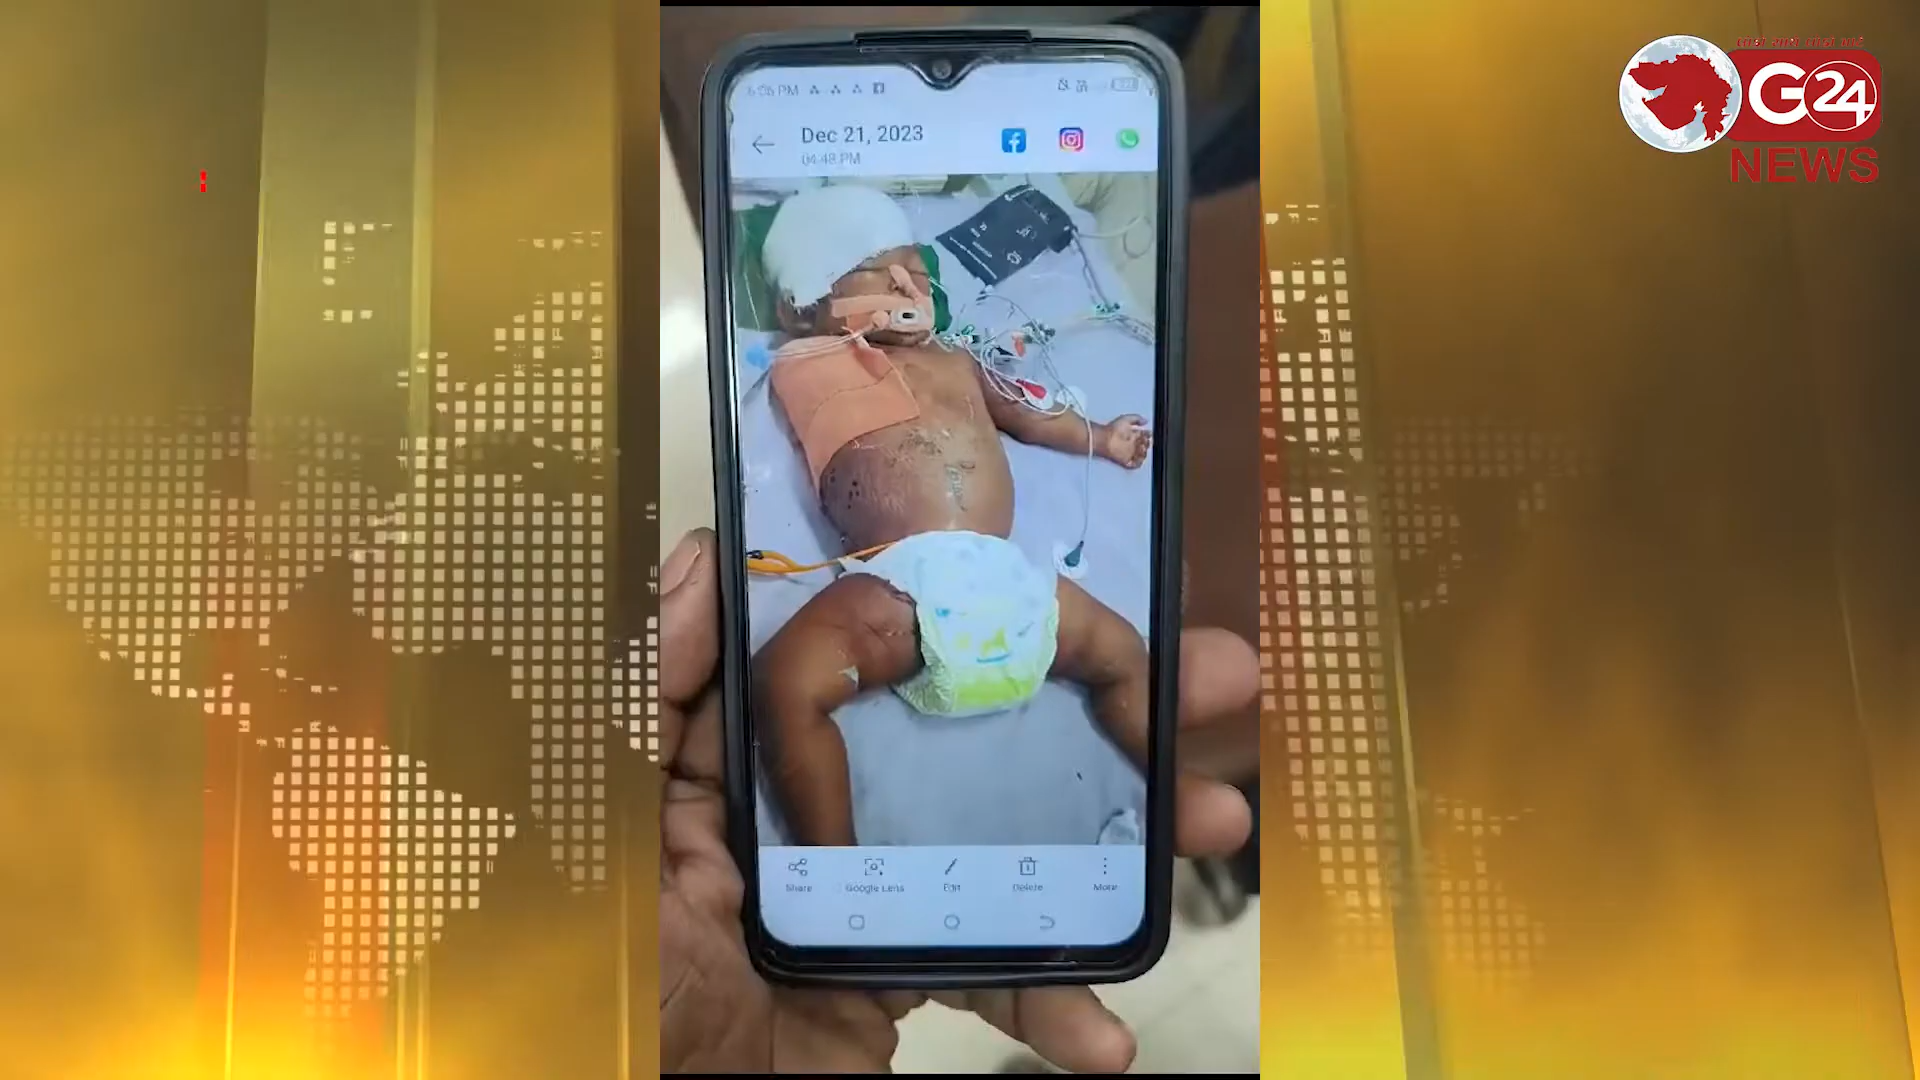 G24
NEWS
Dec 21, 2023
04:48 PM
Share
Google Lens
Edit
Delete
More